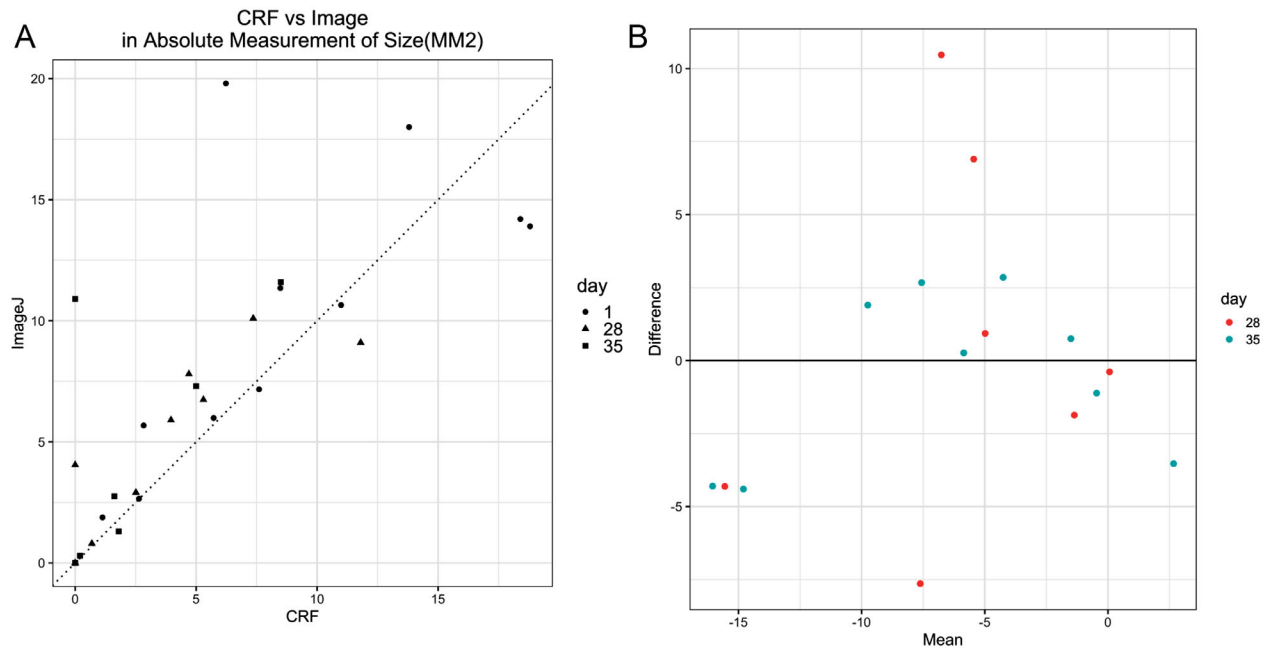 A
CRF vs Image
in Absolute Measurement of Size(MM2)
20
15
10
5
0
ImageJ
0 5 10 15
CRF
day
1
28
35
B
10
5
0
-5
Difference
-15 -10 -5 0
Mean
day
28
35